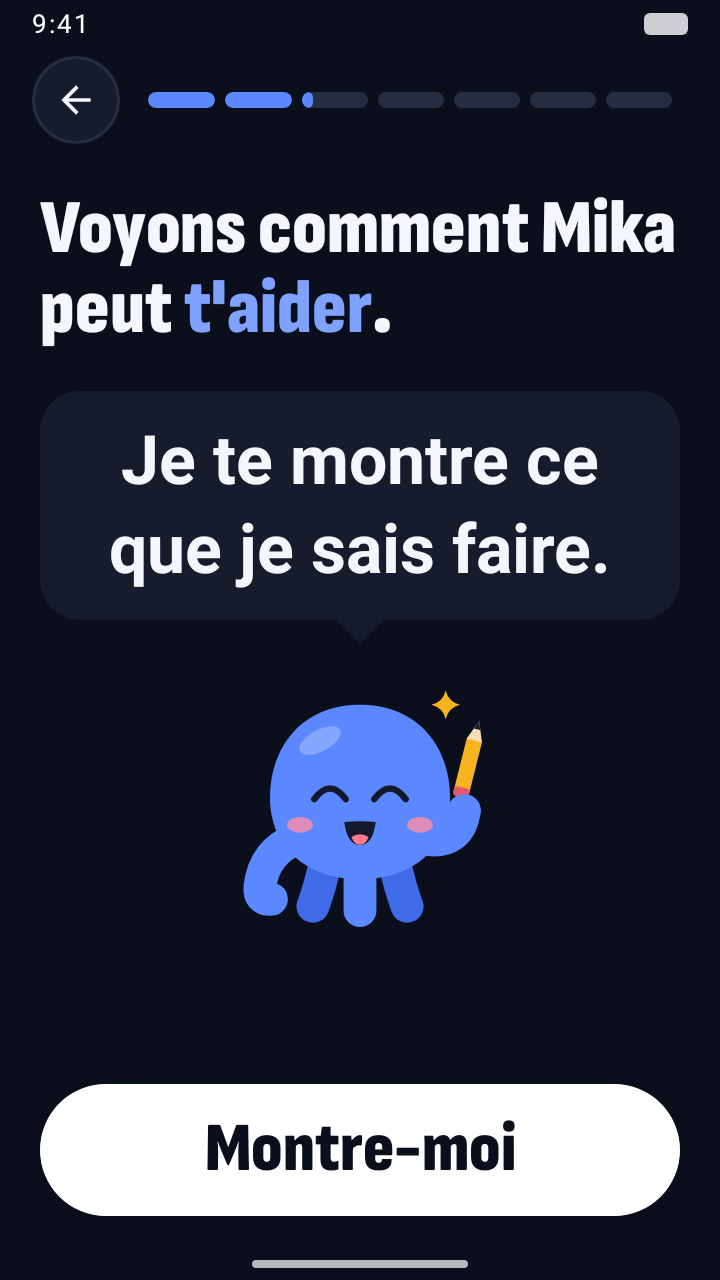 9:41
Voyons comment Mika
peut t'aider.
Je te montre ce
que je sais faire.
Montre-moi